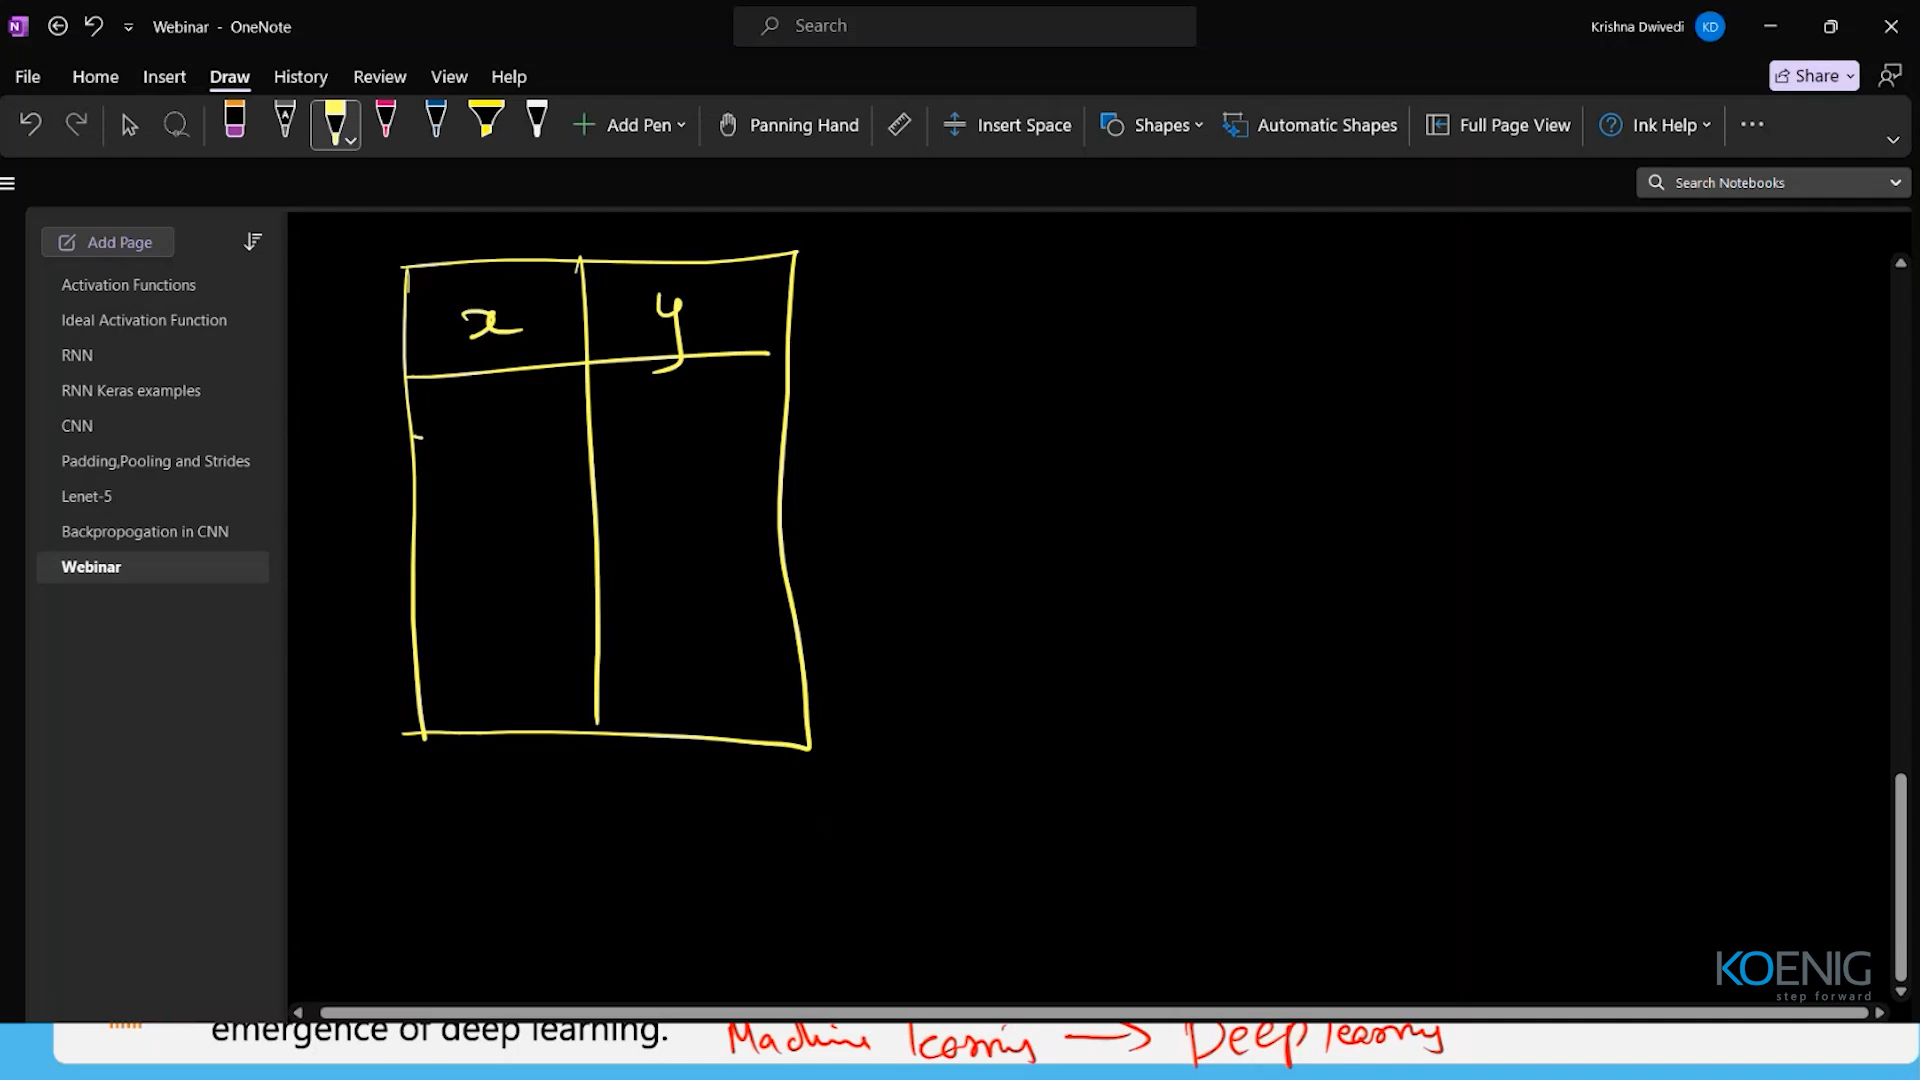 Webinar - OneNote
Search
Krishna Dwivedi
KD
File Home Insert Draw History Review View Help
Share
Add Pen Panning Hand Insert Space Shapes Automatic Shapes Full Page View Ink Help
Search Notebooks
Add Page
Activation Functions
Ideal Activation Function
RNN
RNN Keras examples
CNN
Padding,Pooling and Strides
Lenet-5
Backpropogation in CNN
Webinar
x y
KOENIG
step forward
emergence of deep learning. Machine learning → Deep learning